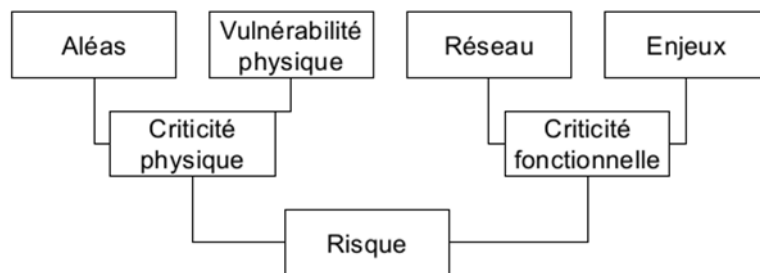 Aléas
Vulnérabilité
physique
Réseau
Enjeux
Criticité
physique
Criticité
fonctionnelle
Risque